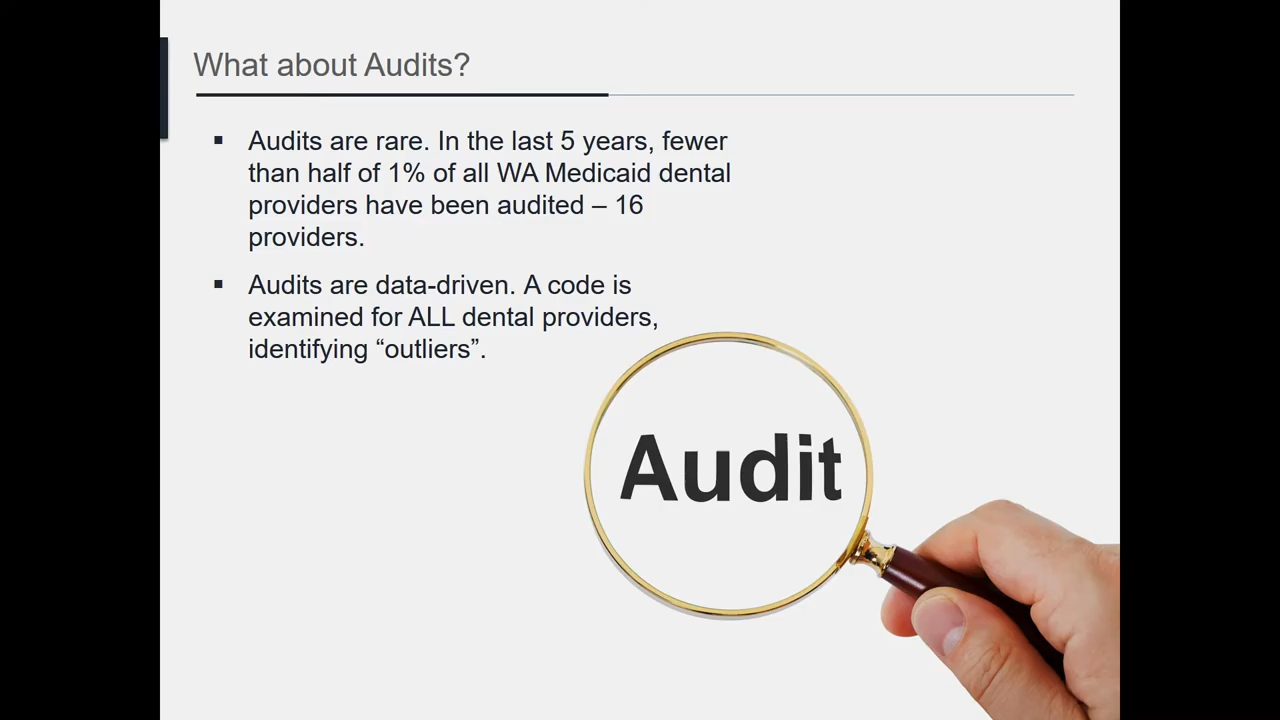 What about Audits?
▪ Audits are rare. In the last 5 years, fewer
than half of 1% of all WA Medicaid dental
providers have been audited – 16
providers.
▪ Audits are data-driven. A code is
examined for ALL dental providers,
identifying “outliers”.
Audit